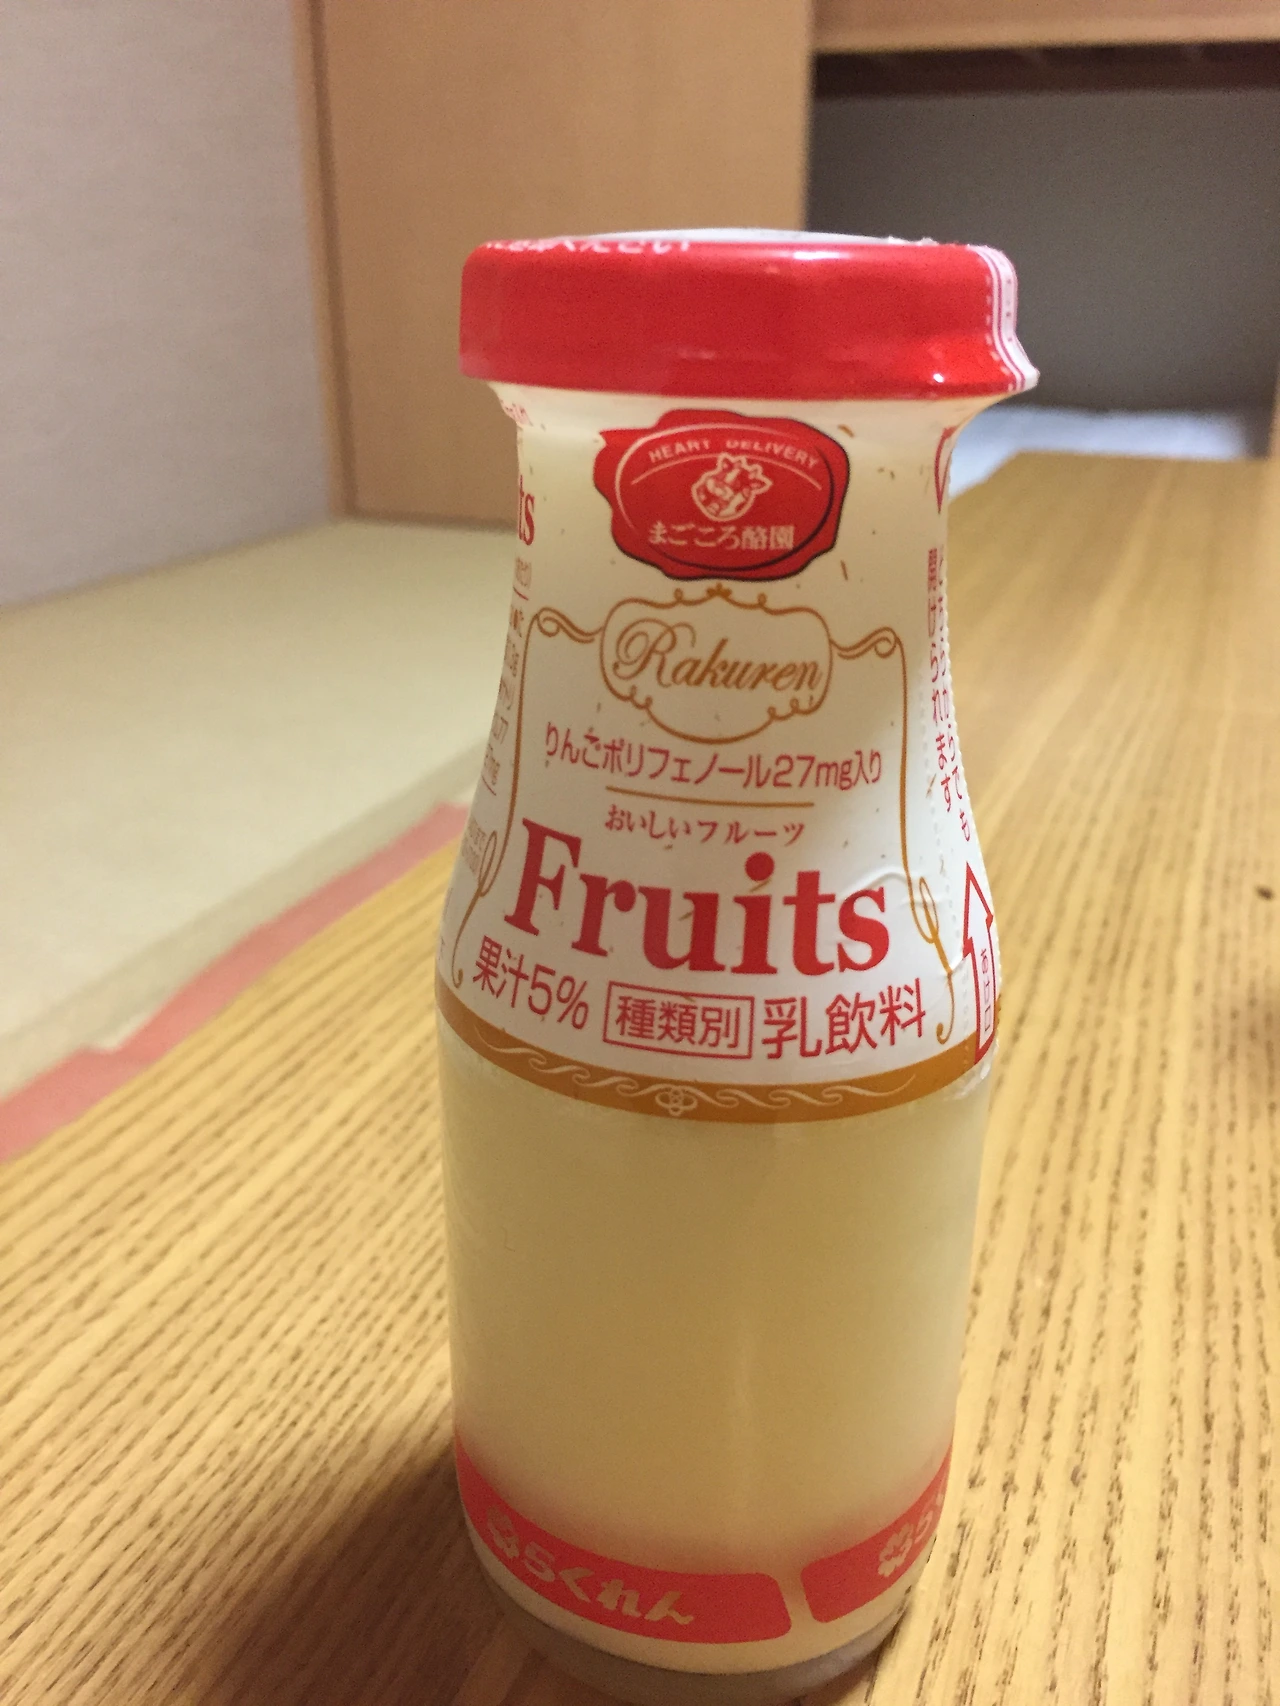 HEART DELIVERY
まごころ酪園
Rakuren
りんごポリフェノール27mg入り
おいしいフルーツ
Fruits
果汁5% 種類別 乳飲料
らくれん